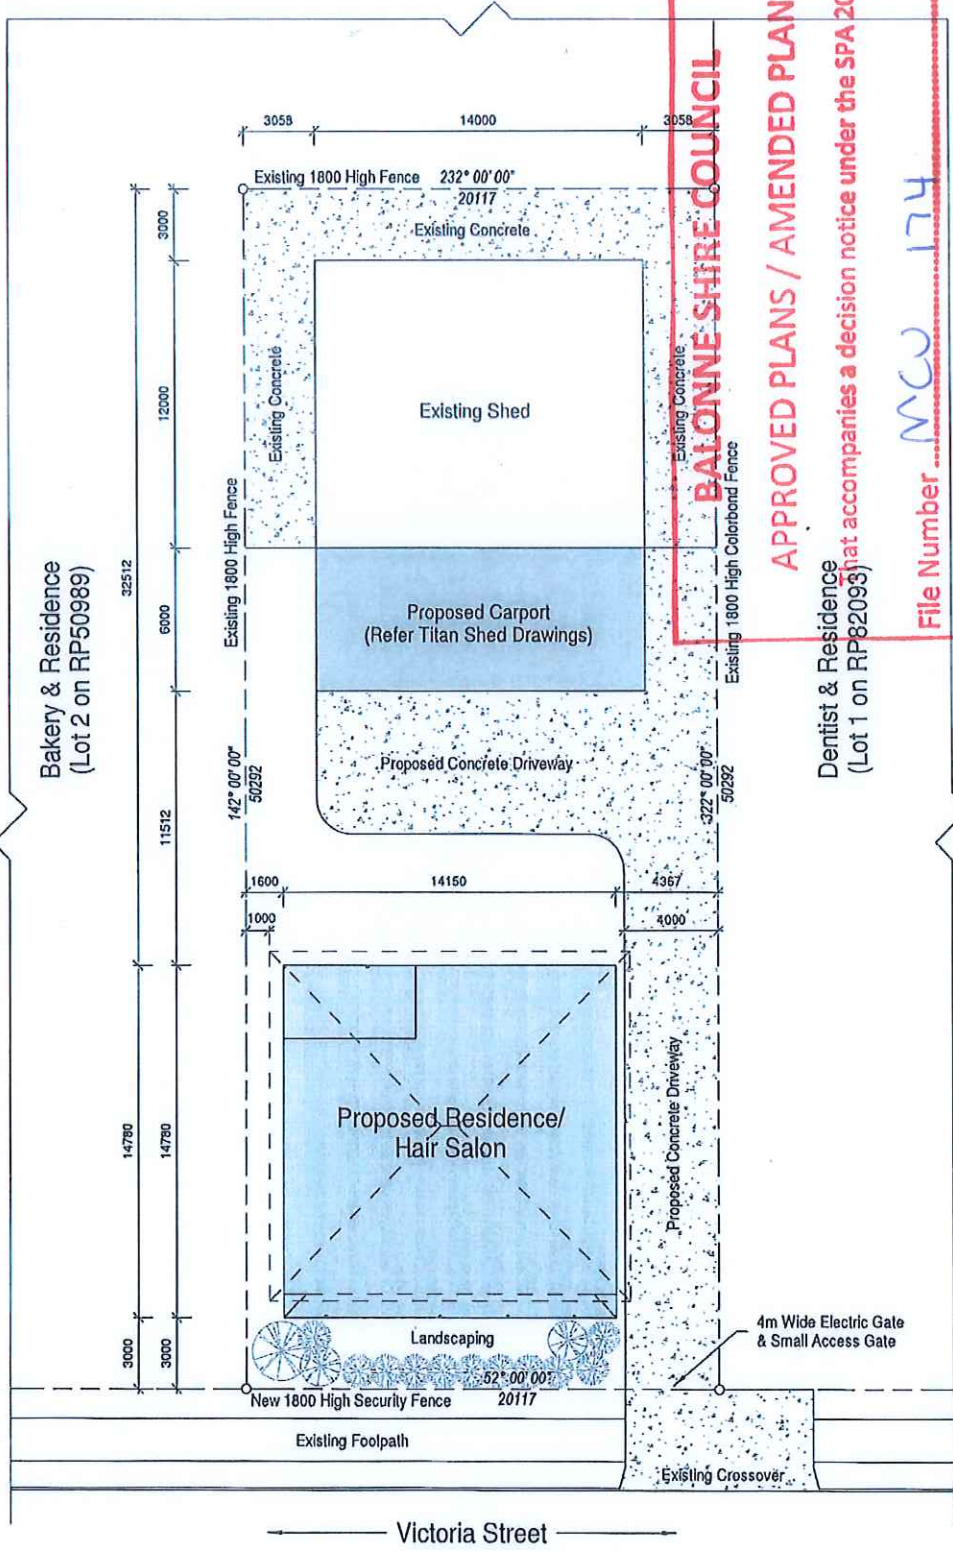 3058
14000
3058
Existing 1800 High Fence
232° 00' 00"
20117
Existing Concrete
3000
12000
6000
11512
32512
Existing Concrete
Existing Shed
Existing Concrete
Existing 1800 High Fence
Existing 1800 High Colorbond Fence
Proposed Carport
(Refer Titan Shed Drawings)
Bakery & Residence
(Lot 2 on RP50989)
Dentist & Residence
(Lot 1 on RP82093)
Proposed Concrete Driveway
142° 00' 00"
50292
322° 00' 00"
50292
1600
14150
4367
1000
4000
14780
14780
Proposed Residence/
Hair Salon
Proposed Concrete Driveway
3000
3000
Landscaping
52° 00' 00"
20117
New 1800 High Security Fence
4m Wide Electric Gate
& Small Access Gate
Existing Footpath
Existing Crossover
Victoria Street
BALONNE SHIRE COUNCIL
APPROVED PLANS / AMENDED PLAN
That accompanies a decision notice under the SPA 20
File Number MCU 174